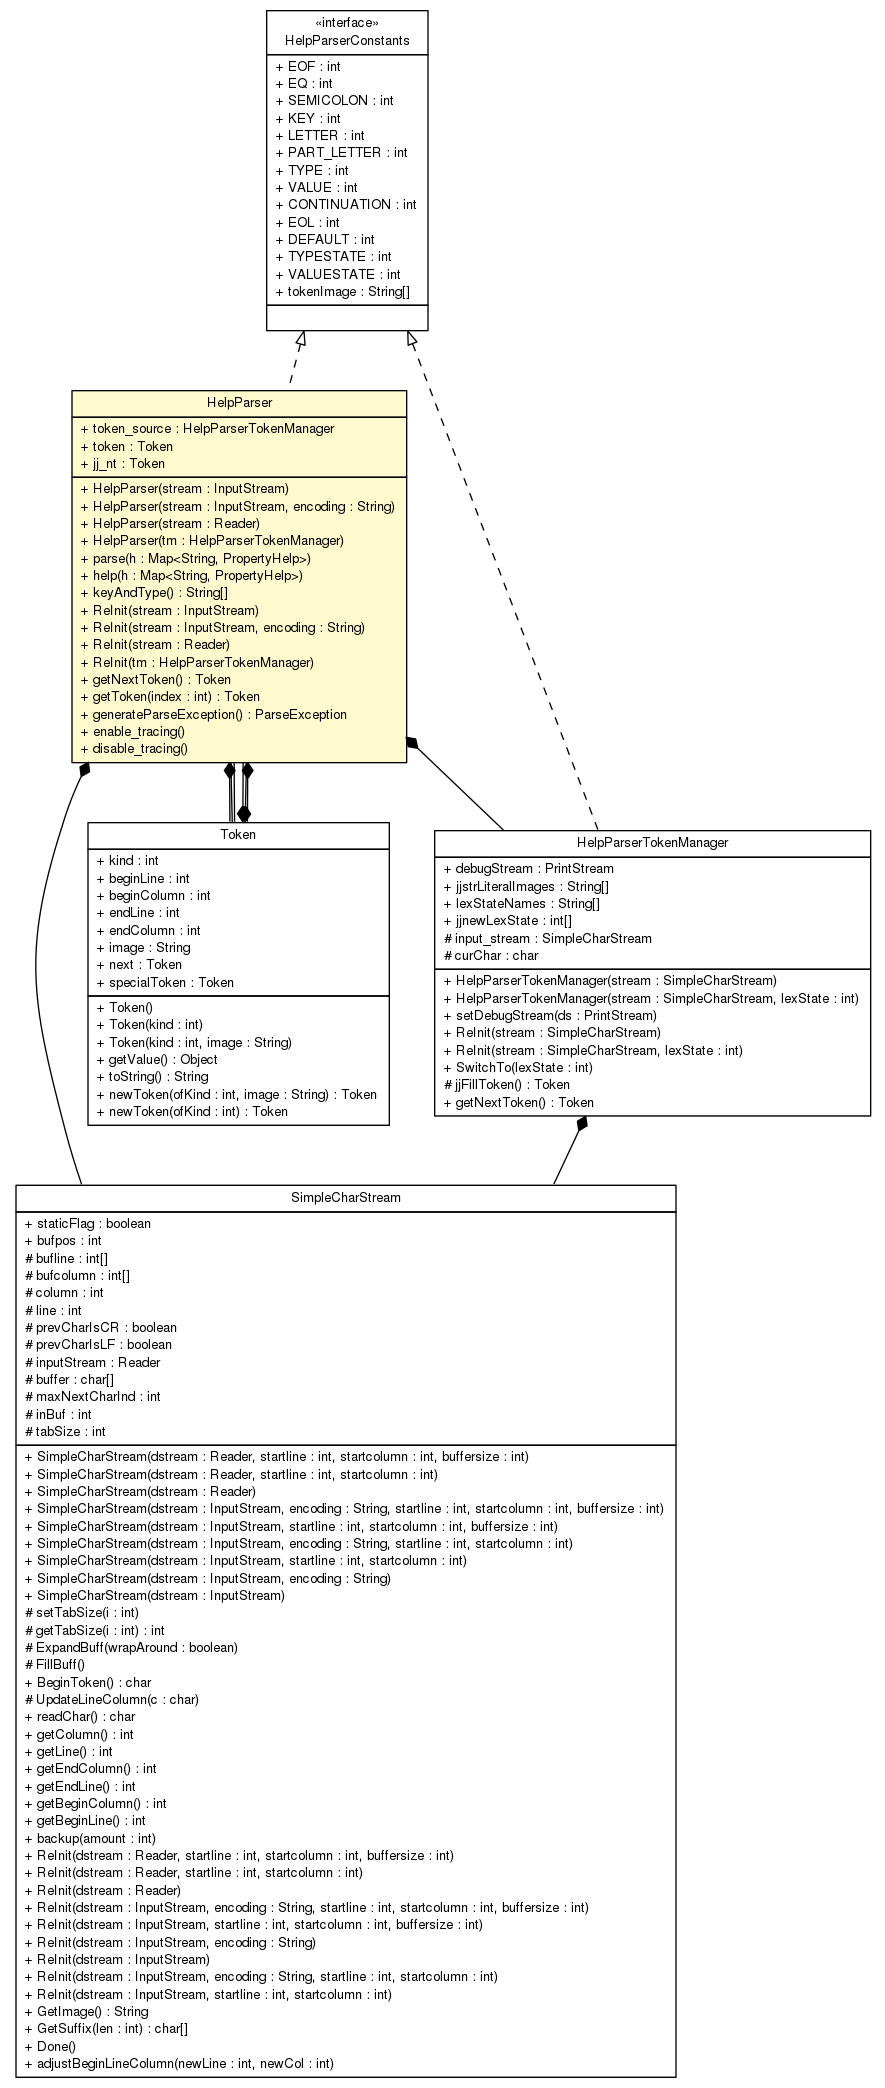 «interface»
HelpParserConstants
+ EOF : int
+ EQ : int
+ SEMICOLON : int
+ KEY : int
+ LETTER : int
+ PART_LETTER : int
+ TYPE : int
+ VALUE : int
+ CONTINUATION : int
+ EOL : int
+ DEFAULT : int
+ TYPESTATE : int
+ VALUESTATE : int
+ tokenImage : String[]
HelpParser
+ token_source : HelpParserTokenManager
+ token : Token
+ jj_nt : Token
+ HelpParser(stream : InputStream)
+ HelpParser(stream : InputStream, encoding : String)
+ HelpParser(stream : Reader)
+ HelpParser(tm : HelpParserTokenManager)
+ parse(h : Map<String, PropertyHelp>)
+ help(h : Map<String, PropertyHelp>)
+ keyAndType() : String[]
+ ReInit(stream : InputStream)
+ ReInit(stream : InputStream, encoding : String)
+ ReInit(stream : Reader)
+ ReInit(tm : HelpParserTokenManager)
+ getNextToken() : Token
+ getToken(index : int) : Token
+ generateParseException() : ParseException
+ enable_tracing()
+ disable_tracing()
Token
+ kind : int
+ beginLine : int
+ beginColumn : int
+ endLine : int
+ endColumn : int
+ image : String
+ next : Token
+ specialToken : Token
+ Token()
+ Token(kind : int)
+ Token(kind : int, image : String)
+ getValue() : Object
+ toString() : String
+ newToken(ofKind : int, image : String) : Token
+ newToken(ofKind : int) : Token
HelpParserTokenManager
+ debugStream : PrintStream
+ jjstrLiteralImages : String[]
+ lexStateNames : String[]
+ jjnewLexState : int[]
# input_stream : SimpleCharStream
# curChar : char
+ HelpParserTokenManager(stream : SimpleCharStream)
+ HelpParserTokenManager(stream : SimpleCharStream, lexState : int)
+ setDebugStream(ds : PrintStream)
+ ReInit(stream : SimpleCharStream)
+ ReInit(stream : SimpleCharStream, lexState : int)
+ SwitchTo(lexState : int)
# jjFillToken() : Token
+ getNextToken() : Token
SimpleCharStream
+ staticFlag : boolean
+ bufpos : int
# bufline : int[]
# bufcolumn : int[]
# column : int
# line : int
# prevCharIsCR : boolean
# prevCharIsLF : boolean
# inputStream : Reader
# buffer : char[]
# maxNextCharInd : int
# inBuf : int
# tabSize : int
+ SimpleCharStream(dstream : Reader, startline : int, startcolumn : int, buffersize : int)
+ SimpleCharStream(dstream : Reader, startline : int, startcolumn : int)
+ SimpleCharStream(dstream : Reader)
+ SimpleCharStream(dstream : InputStream, encoding : String, startline : int, startcolumn : int, buffersize : int)
+ SimpleCharStream(dstream : InputStream, startline : int, startcolumn : int, buffersize : int)
+ SimpleCharStream(dstream : InputStream, encoding : String, startline : int, startcolumn : int)
+ SimpleCharStream(dstream : InputStream, startline : int, startcolumn : int)
+ SimpleCharStream(dstream : InputStream, encoding : String)
+ SimpleCharStream(dstream : InputStream)
# setTabSize(i : int)
# getTabSize(i : int) : int
# ExpandBuff(wrapAround : boolean)
# FillBuff()
+ BeginToken() : char
# UpdateLineColumn(c : char)
+ readChar() : char
+ getColumn() : int
+ getLine() : int
+ getEndColumn() : int
+ getEndLine() : int
+ getBeginColumn() : int
+ getBeginLine() : int
+ backup(amount : int)
+ ReInit(dstream : Reader, startline : int, startcolumn : int, buffersize : int)
+ ReInit(dstream : Reader, startline : int, startcolumn : int)
+ ReInit(dstream : Reader)
+ ReInit(dstream : InputStream, encoding : String, startline : int, startcolumn : int, buffersize : int)
+ ReInit(dstream : InputStream, startline : int, startcolumn : int, buffersize : int)
+ ReInit(dstream : InputStream, encoding : String)
+ ReInit(dstream : InputStream)
+ ReInit(dstream : InputStream, encoding : String, startline : int, startcolumn : int)
+ ReInit(dstream : InputStream, startline : int, startcolumn : int)
+ GetImage() : String
+ GetSuffix(len : int) : char[]
+ Done()
+ adjustBeginLineColumn(newLine : int, newCol : int)